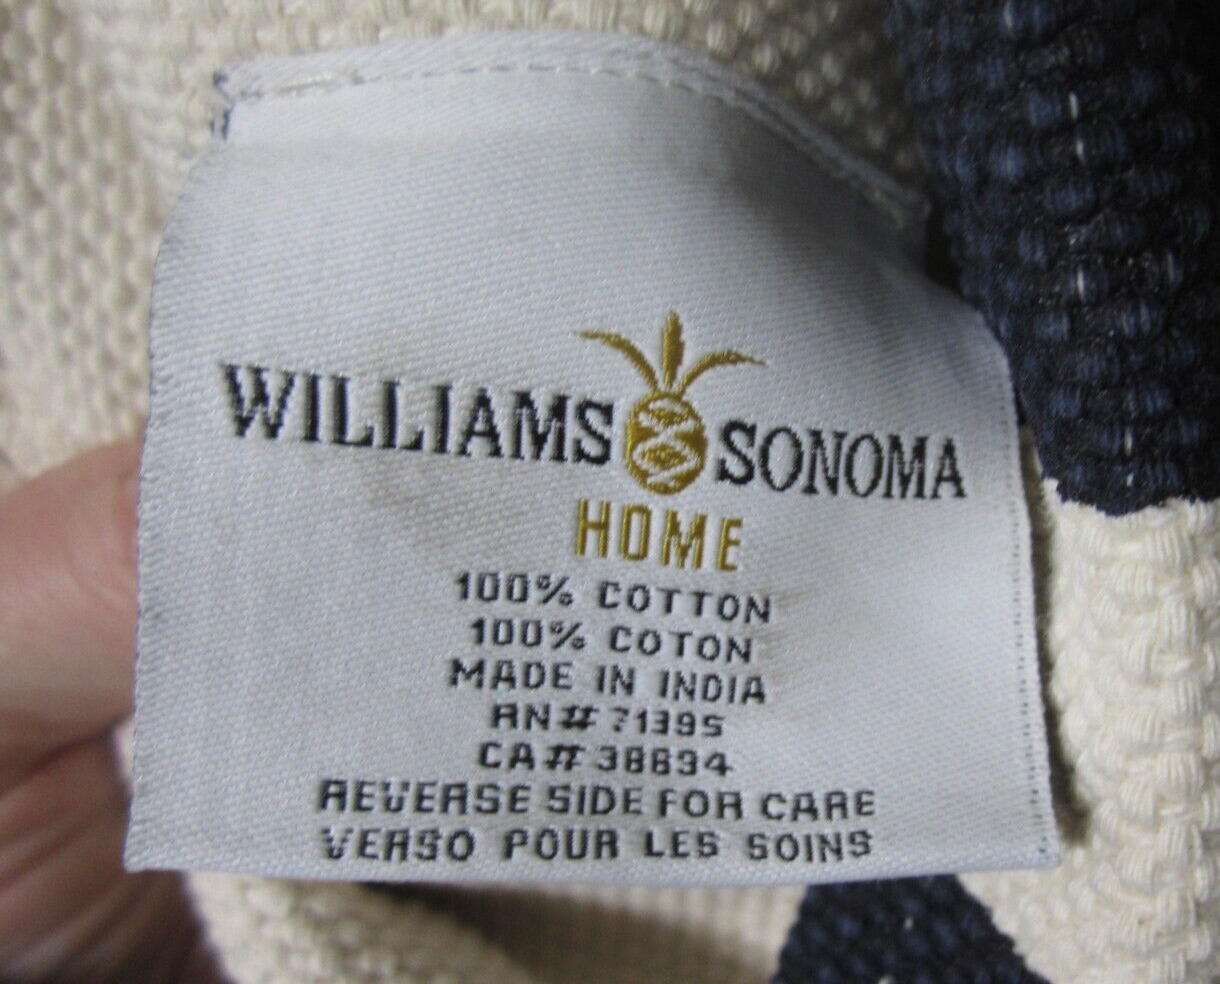 WILLIAMS SONOMA
HOME
100% COTTON
100% COTON
MADE IN INDIA
RN# 71395
CA# 38634
REVERSE SIDE FOR CARE
VERSO POUR LES SOINS